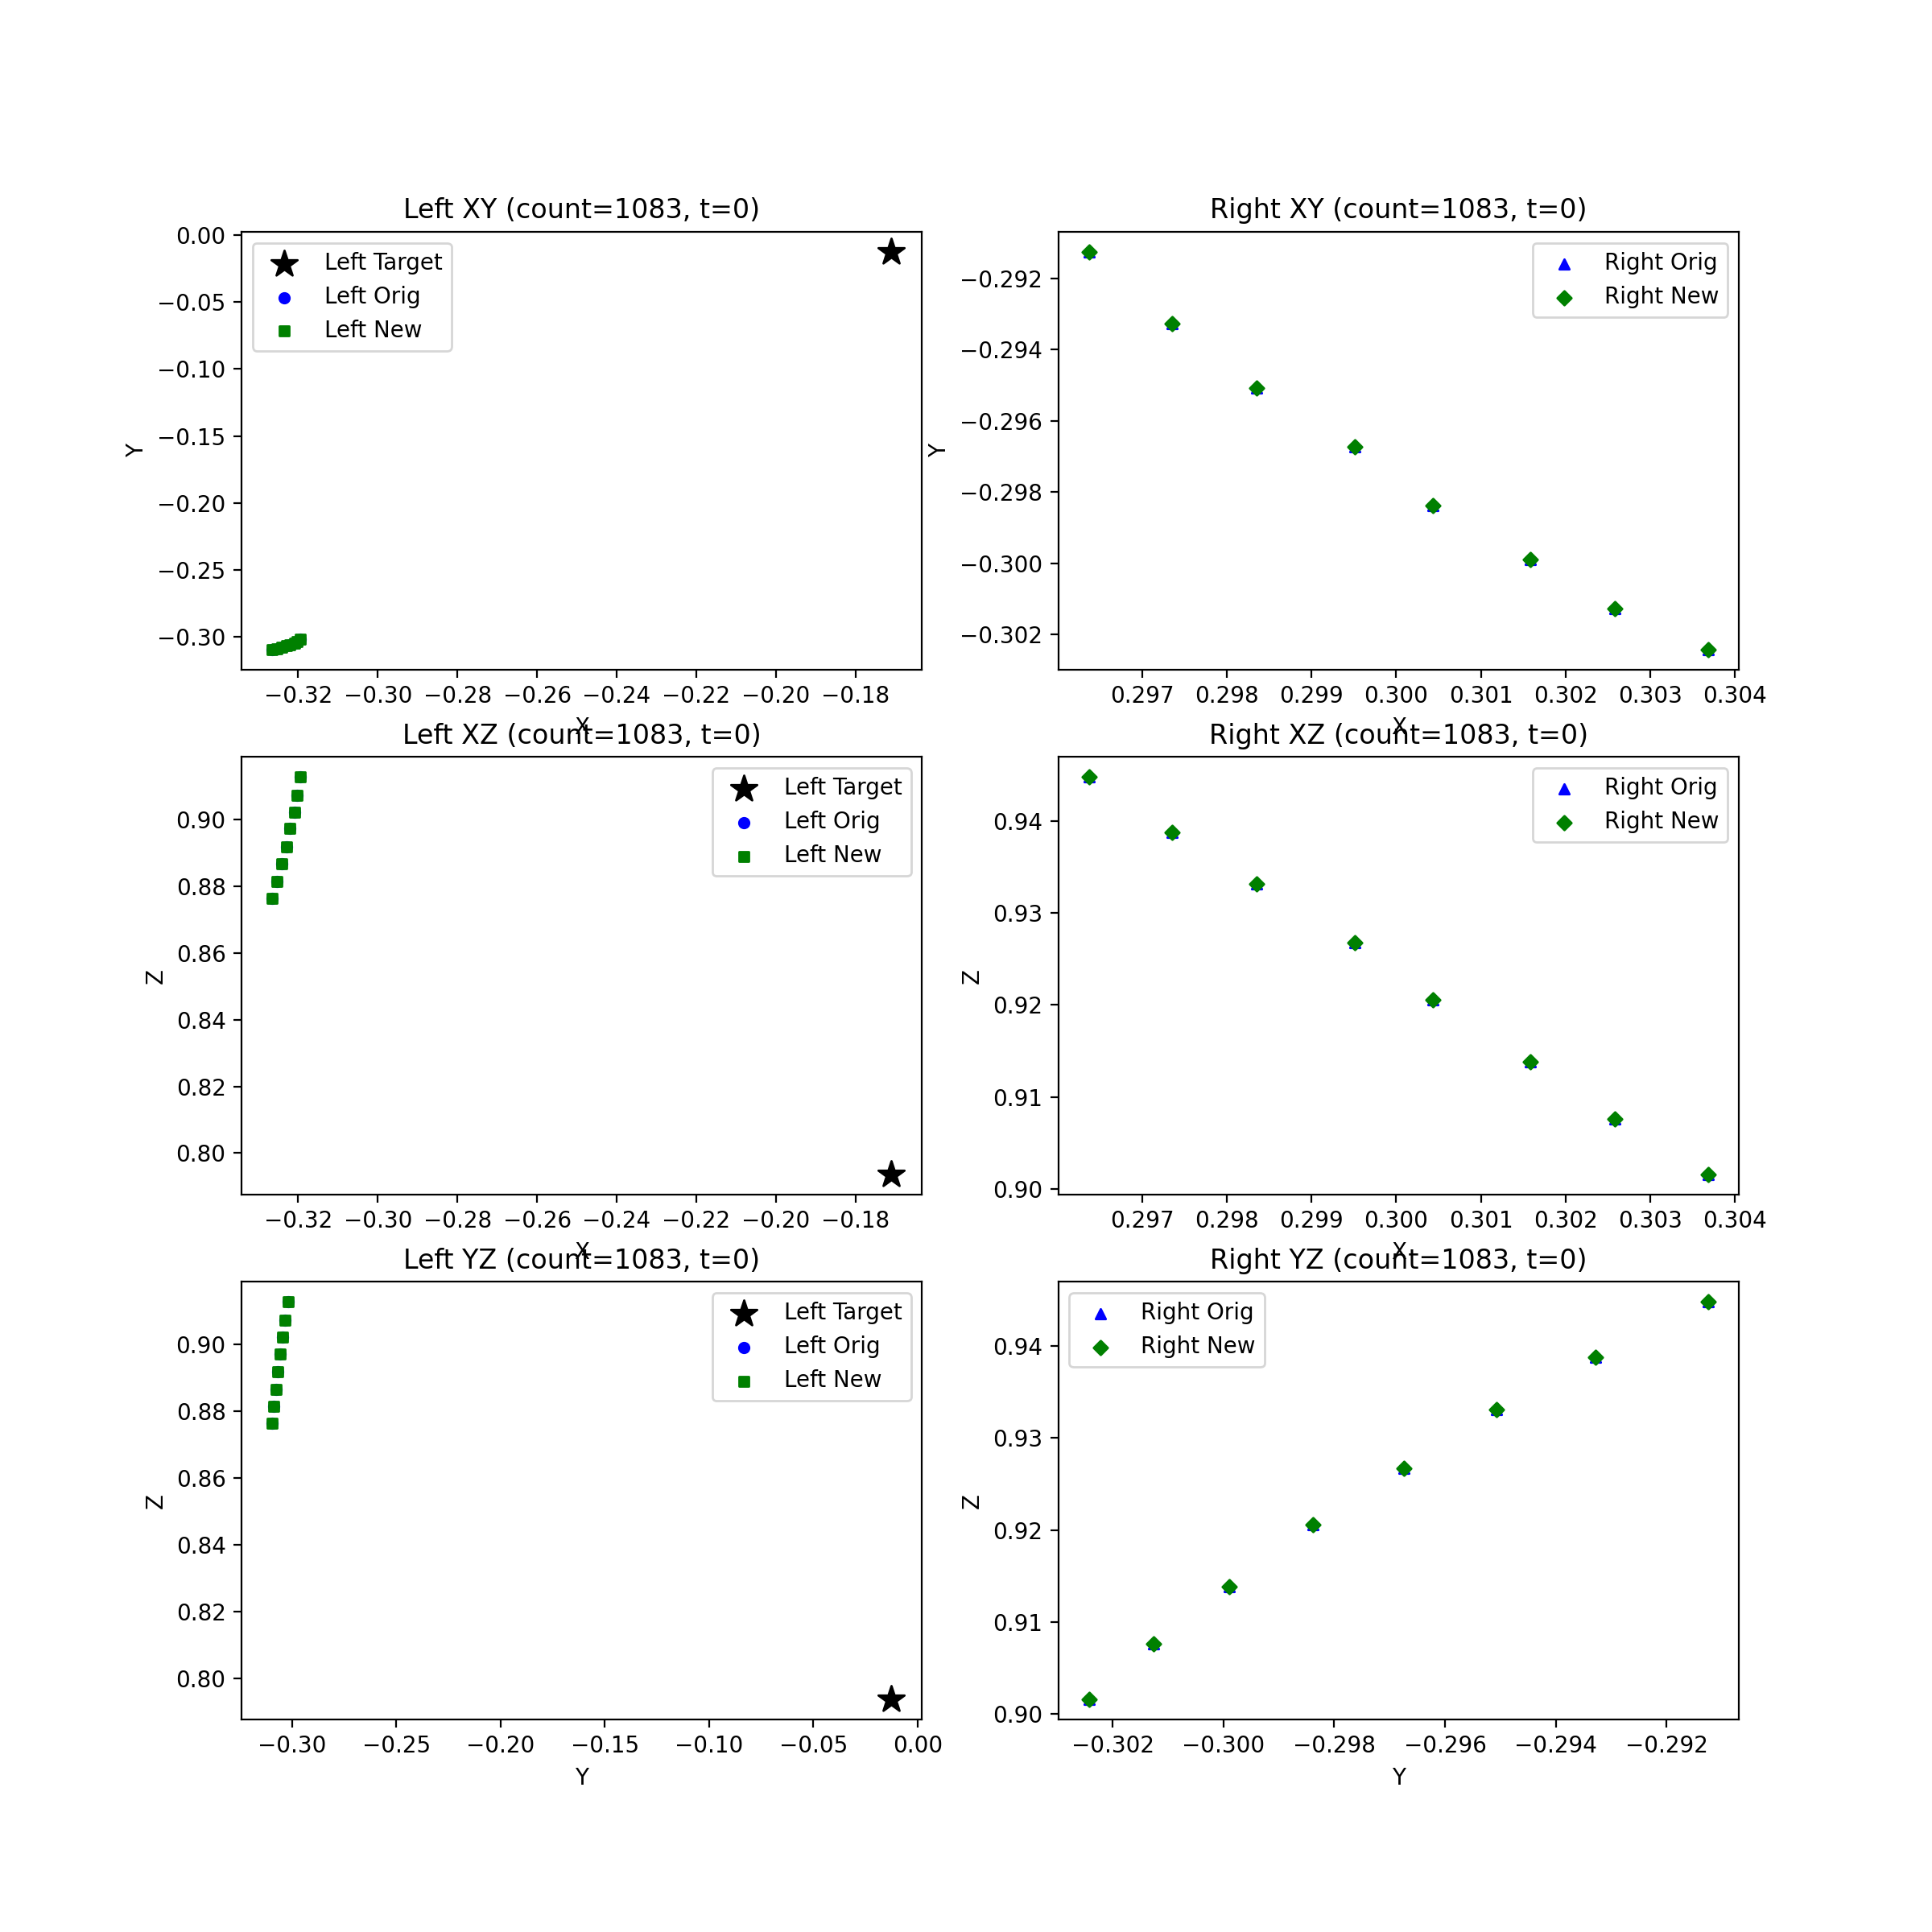 Left XY (count=1083, t=0)
0.00
−0.05
−0.10
−0.15
−0.20
−0.25
−0.30
Y
Left Target
Left Orig
Left New
−0.32 −0.30 −0.28 −0.26 −0.24 −0.22 −0.20 −0.18
X
Right XY (count=1083, t=0)
−0.292
−0.294
−0.296
−0.298
−0.300
−0.302
Y
Right Orig
Right New
0.297 0.298 0.299 0.300 0.301 0.302 0.303 0.304
X
Left XZ (count=1083, t=0)
0.90
0.88
0.86
0.84
0.82
0.80
Z
Left Target
Left Orig
Left New
−0.32 −0.30 −0.28 −0.26 −0.24 −0.22 −0.20 −0.18
X
Right XZ (count=1083, t=0)
0.94
0.93
0.92
0.91
0.90
Z
Right Orig
Right New
0.297 0.298 0.299 0.300 0.301 0.302 0.303 0.304
X
Left YZ (count=1083, t=0)
0.90
0.88
0.86
0.84
0.82
0.80
Z
Left Target
Left Orig
Left New
−0.30 −0.25 −0.20 −0.15 −0.10 −0.05 0.00
Y
Right YZ (count=1083, t=0)
0.94
0.93
0.92
0.91
0.90
Z
Right Orig
Right New
−0.302 −0.300 −0.298 −0.296 −0.294 −0.292
Y